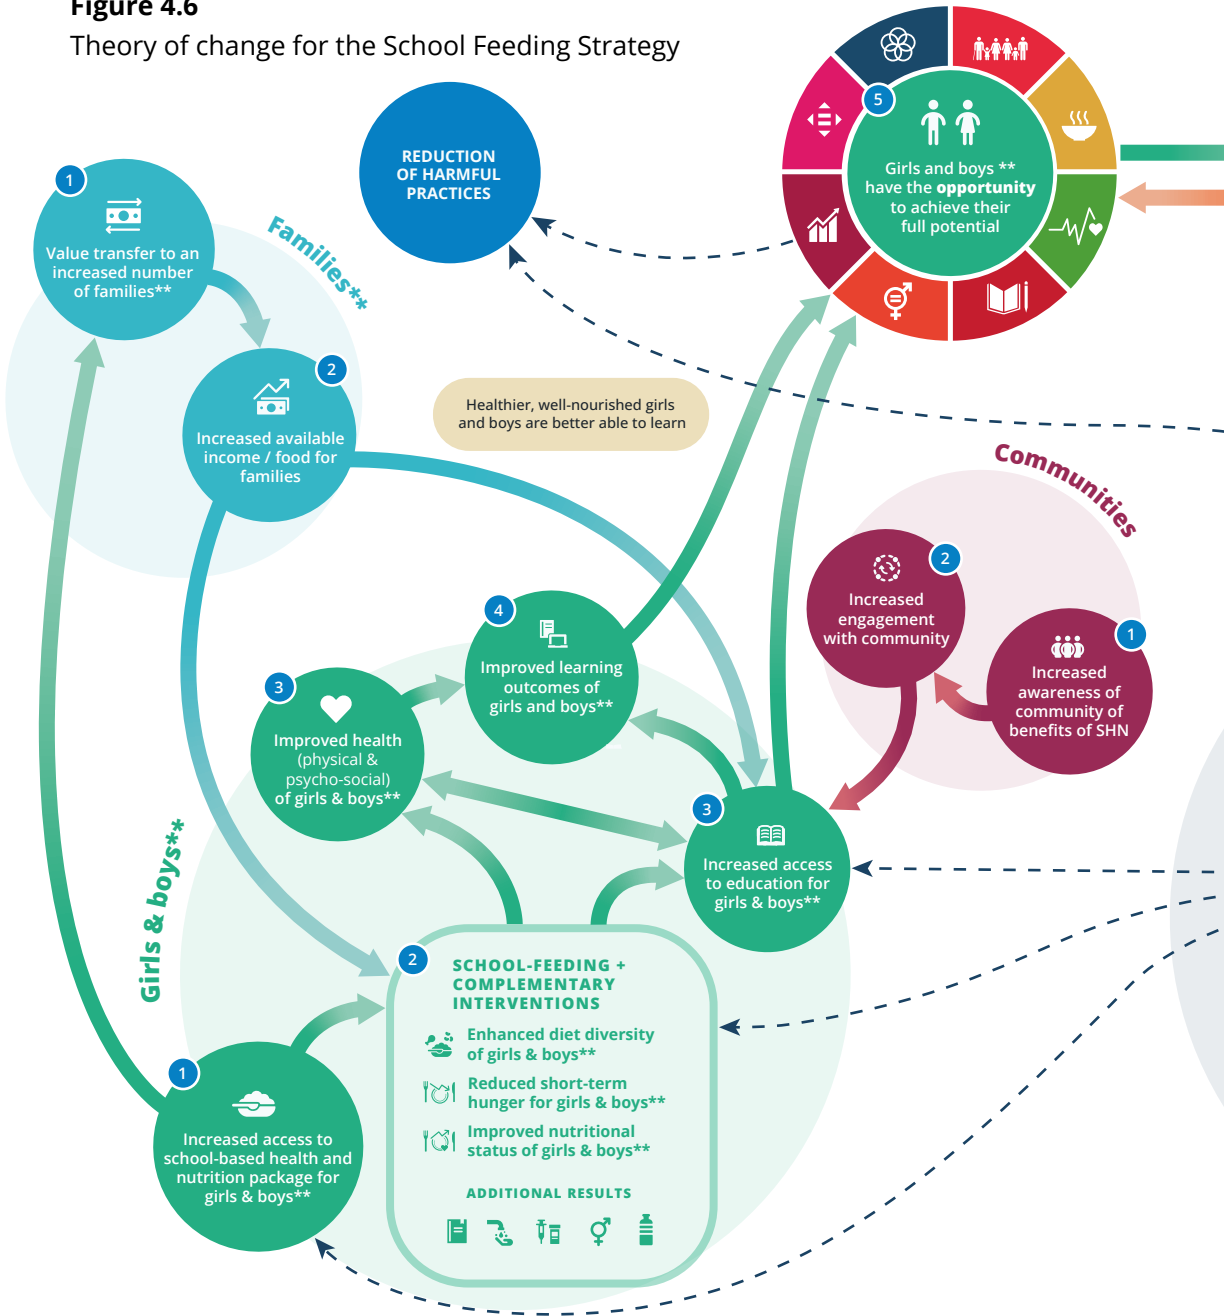 Figure 4.6
Theory of change for the School Feeding Strategy
5
Girls and boys **
have the opportunity
to achieve their
full potential
REDUCTION
OF HARMFUL
PRACTICES
1
Value transfer to an
increased number
of families**
Families**
2
Increased available
income / food for
families
Healthier, well-nourished girls
and boys are better able to learn
Communities
2
Increased
engagement
with community
1
Increased
awareness of
community of
benefits of SHN
4
Improved learning
outcomes of
girls and boys**
3
Improved health
(physical &
psycho-social)
of girls & boys**
3
Increased access
to education for
girls & boys**
Girls & boys**
2
SCHOOL-FEEDING +
COMPLEMENTARY
INTERVENTIONS
Enhanced diet diversity
of girls & boys**
Reduced short-term
hunger for girls & boys**
Improved nutritional
status of girls & boys**
ADDITIONAL RESULTS
1
Increased access to
school-based health and
nutrition package for
girls & boys**